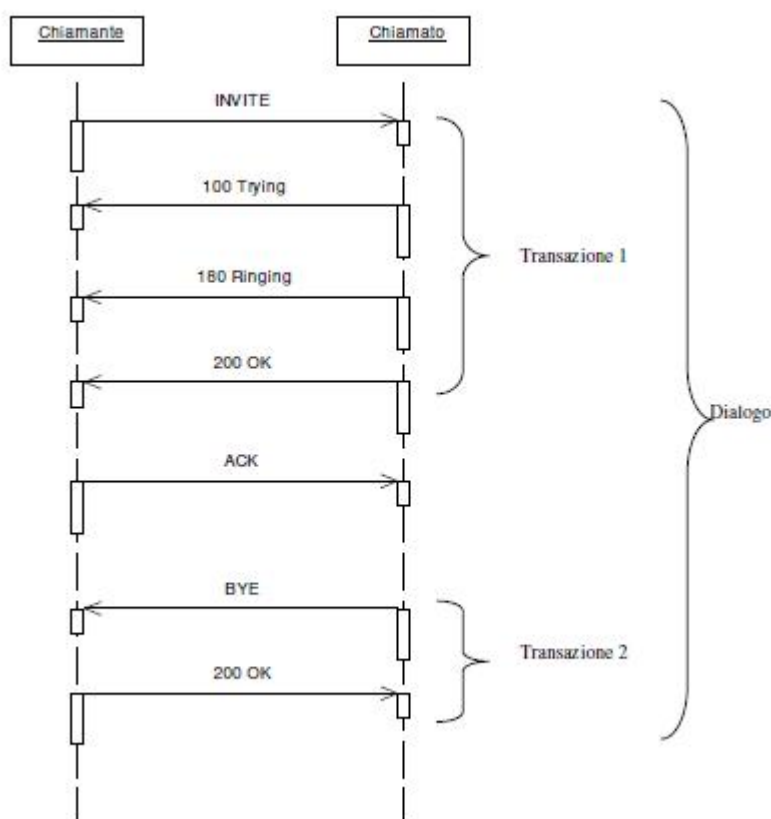 Chiamante
Chiamato
INVITE
100 Trying
180 Ringing
Transazione 1
200 OK
Dialogo
ACK
BYE
Transazione 2
200 OK